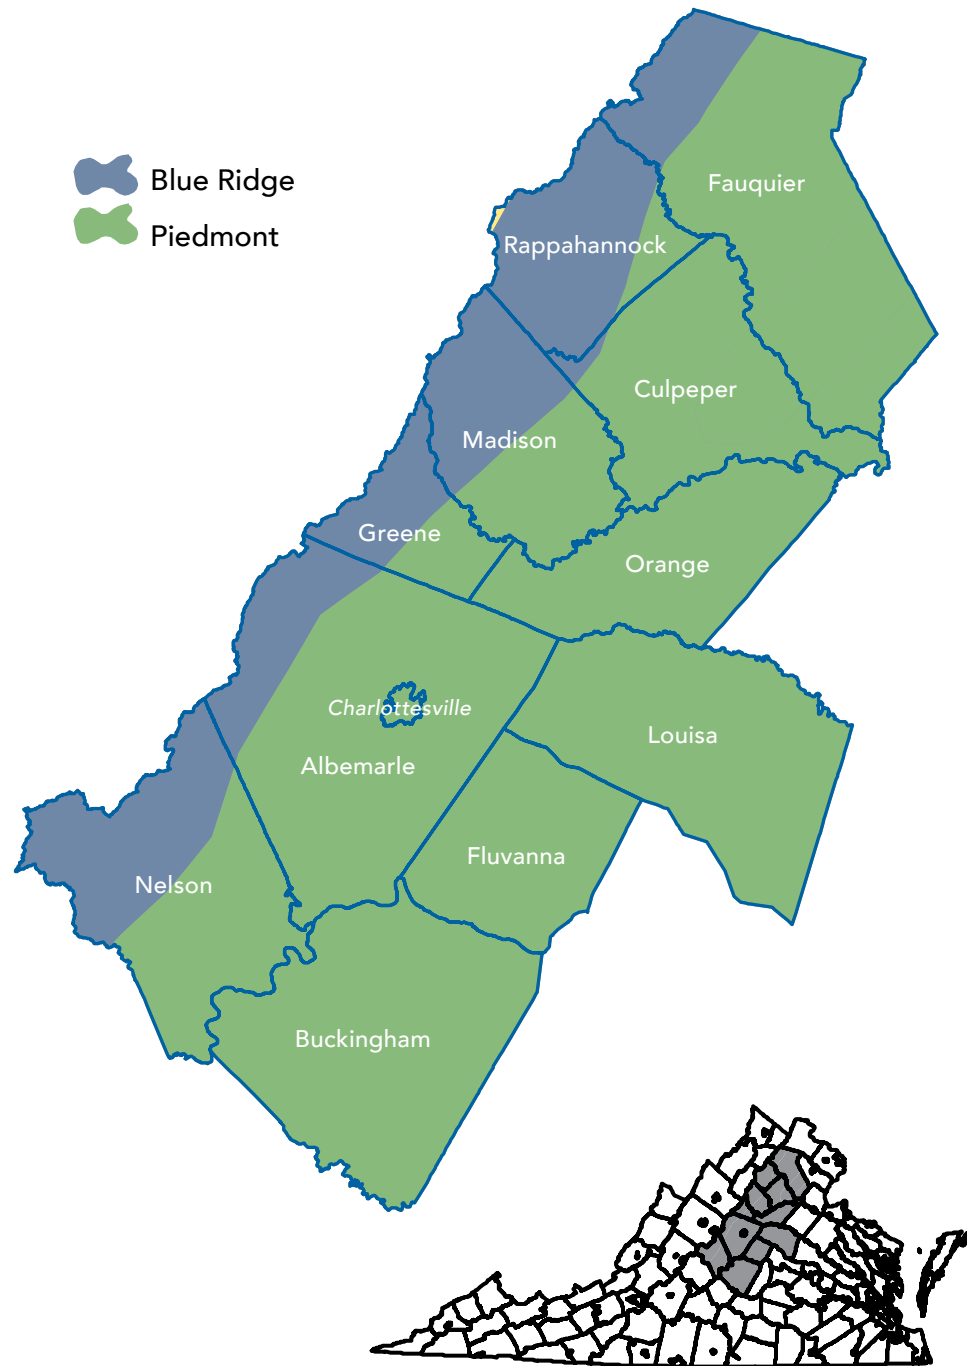 Blue Ridge
Piedmont
Fauquier
Rappahannock
Culpeper
Madison
Greene
Orange
Charlottesville
Louisa
Albemarle
Fluvanna
Nelson
Buckingham